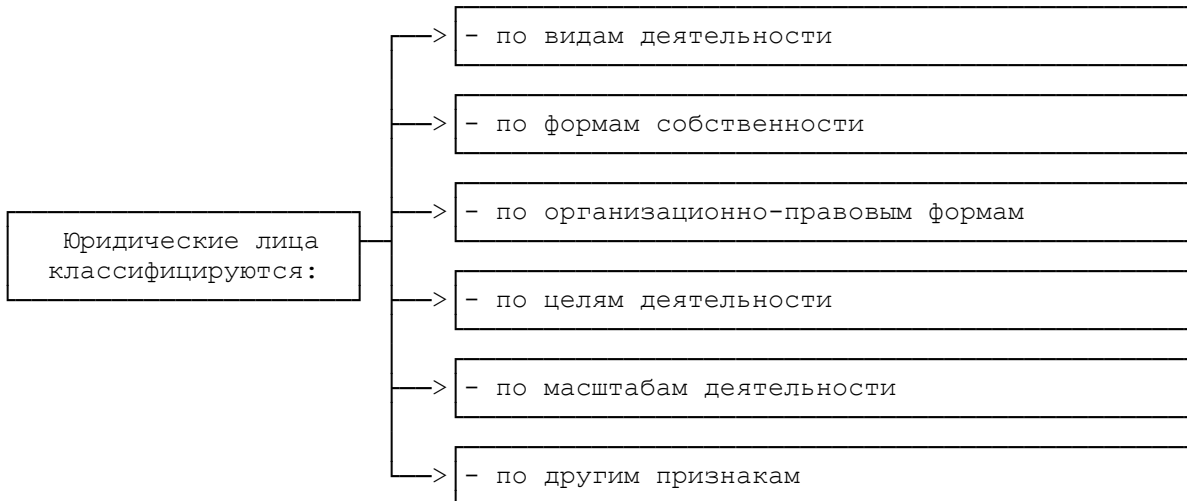 - по видам деятельности
- по формам собственности
- по организационно-правовым формам
Юридические лица
классифицируются:
- по целям деятельности
- по масштабам деятельности
- по другим признакам